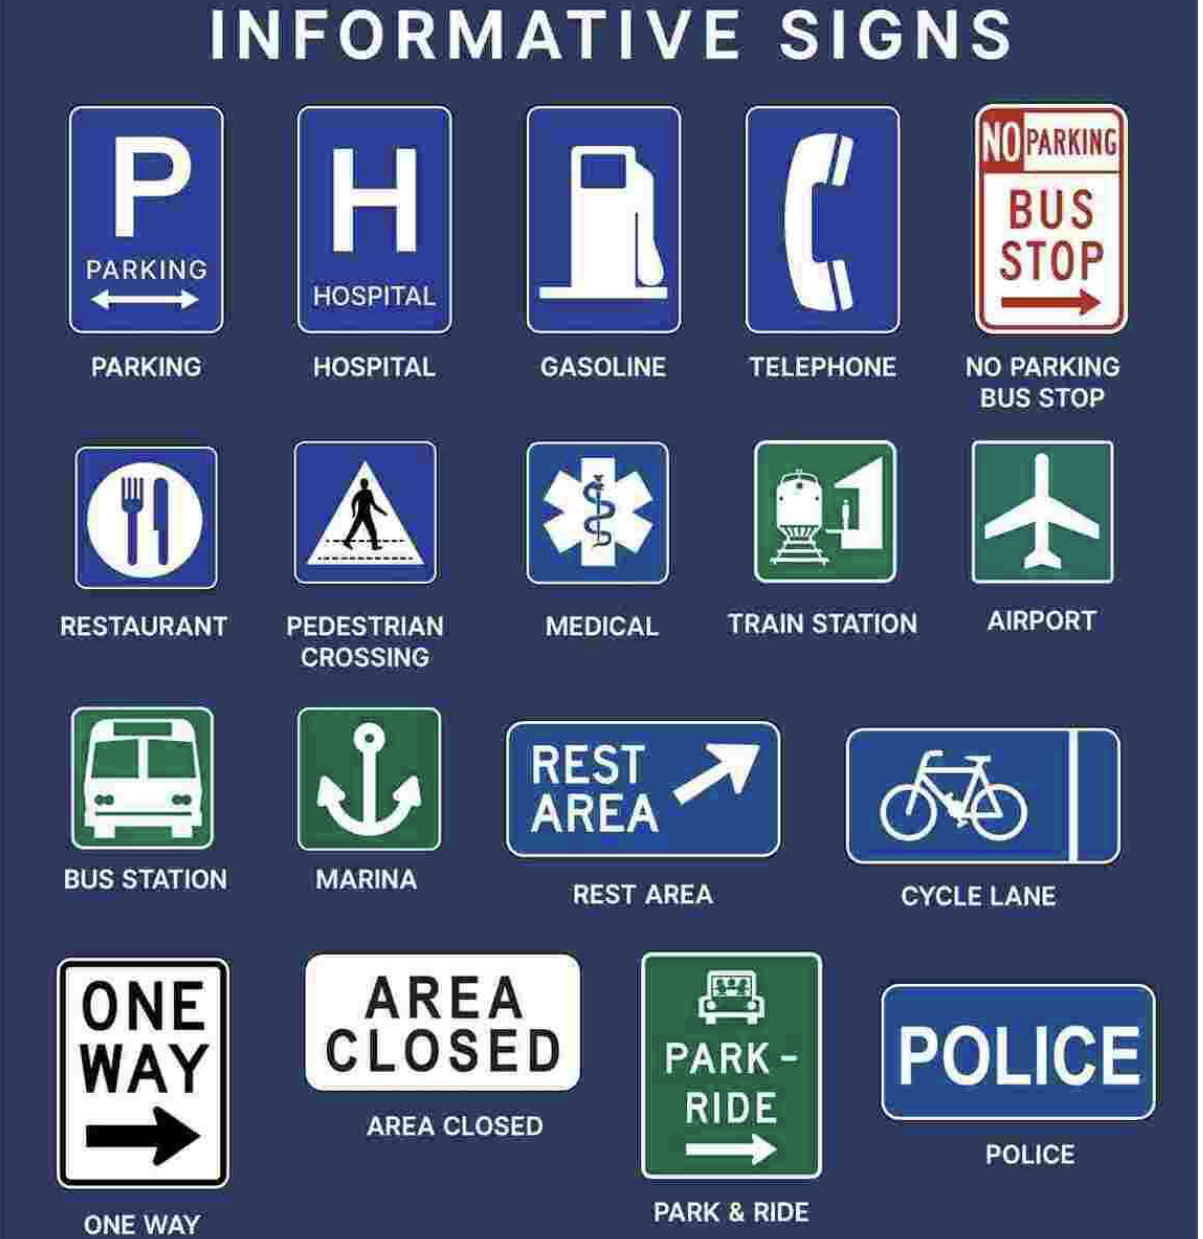 INFORMATIVE SIGNS
P
PARKING
H
HOSPITAL
NO PARKING
BUS
STOP
PARKING
HOSPITAL
GASOLINE
TELEPHONE
NO PARKING
BUS STOP
RESTAURANT
PEDESTRIAN
CROSSING
MEDICAL
TRAIN STATION
AIRPORT
REST
AREA
BUS STATION
MARINA
REST AREA
CYCLE LANE
ONE
WAY
AREA
CLOSED
PARK -
RIDE
POLICE
ONE WAY
AREA CLOSED
PARK & RIDE
POLICE